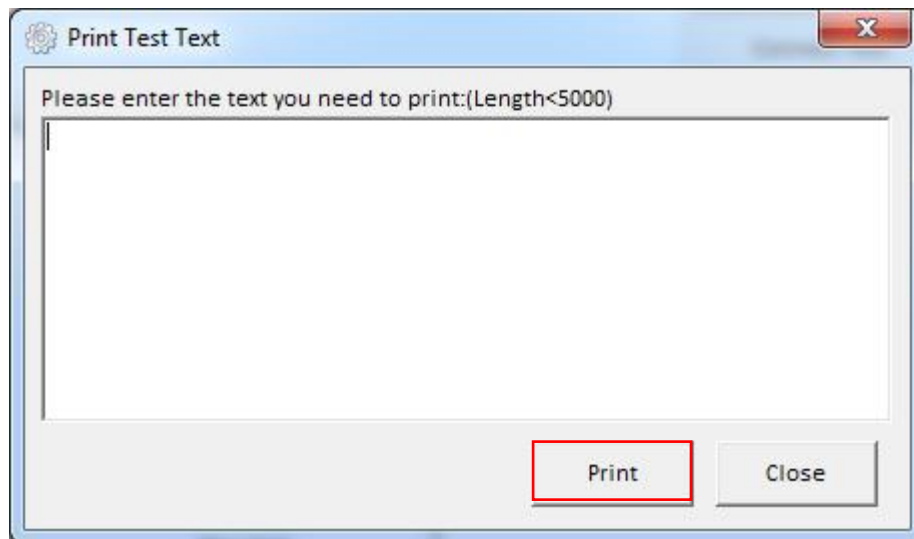 Print Test Text
Please enter the text you need to print:(Length<5000)
Print Close